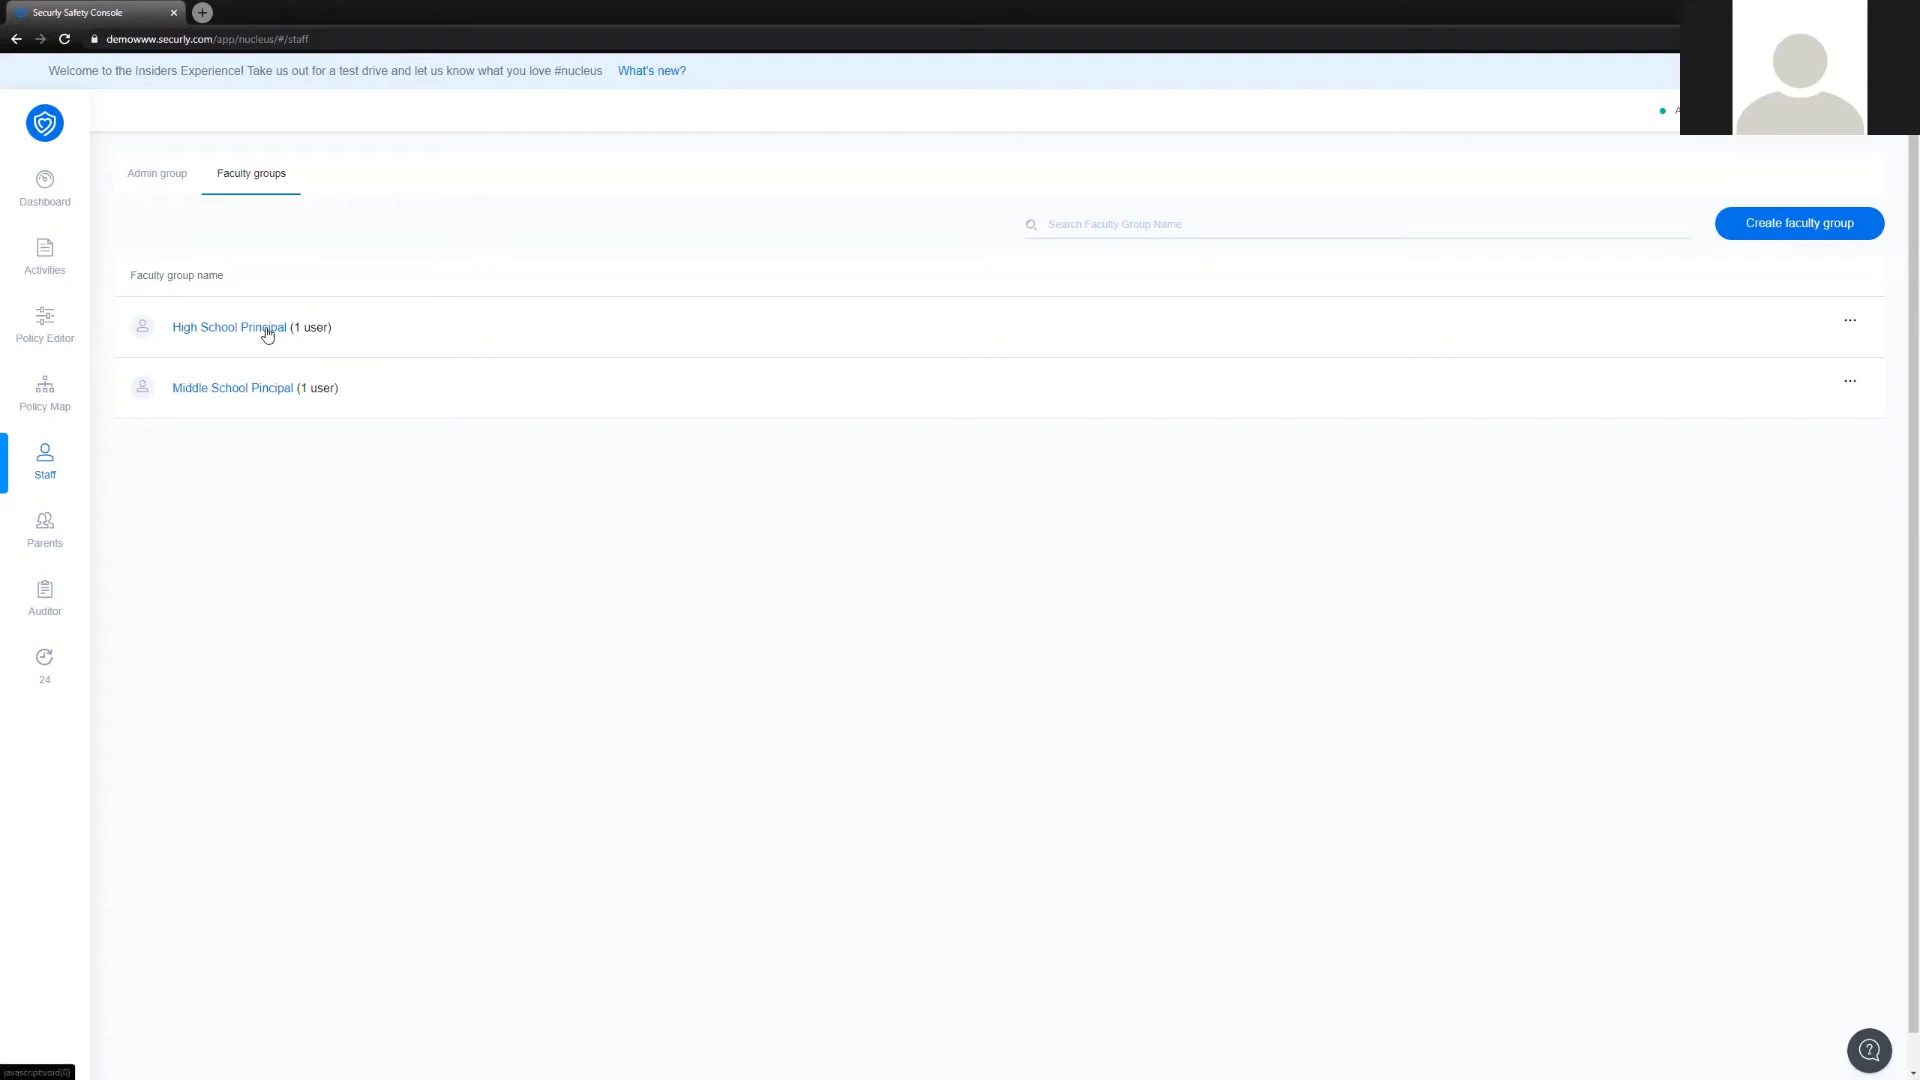 Securly Safety Console
demowww.securly.com/app/nucleus/#/staff
Welcome to the Insiders Experience! Take us out for a test drive and let us know what you love #nucleus What's new?
Admin group Faculty groups
Search Faculty Group Name
Create faculty group
Faculty group name
High School Principal (1 user)
Middle School Pincipal (1 user)
Dashboard
Activities
Policy Editor
Policy Map
Staff
Parents
Auditor
24
javascript:void(0)